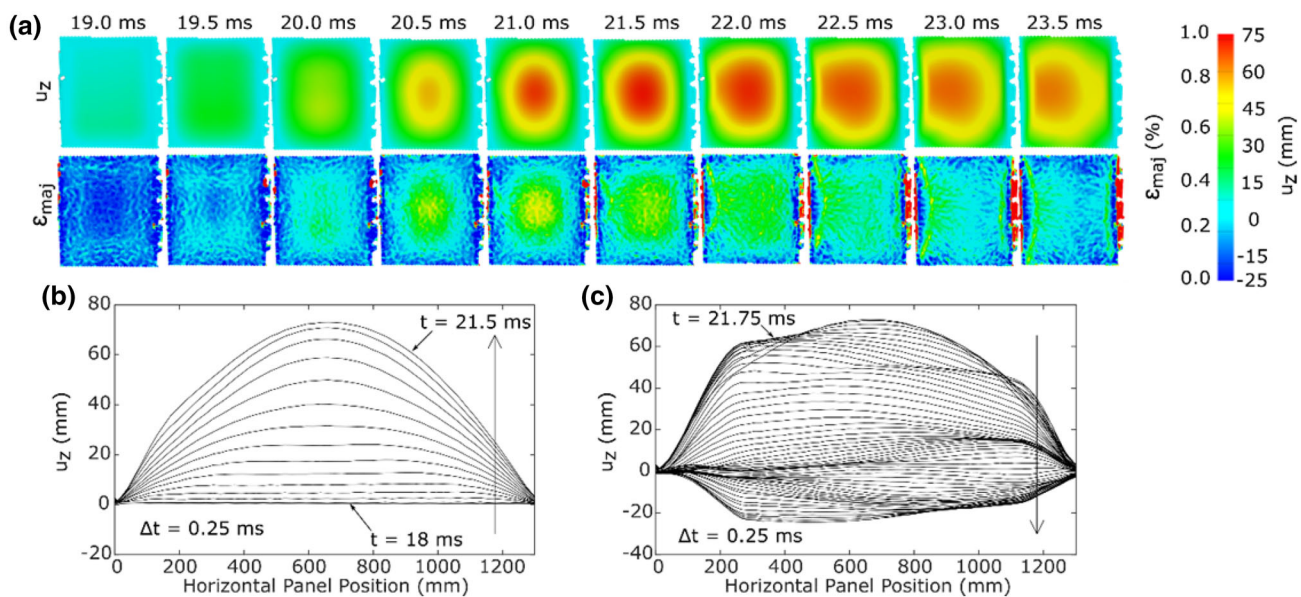 (a)
19.0 ms 19.5 ms 20.0 ms 20.5 ms 21.0 ms 21.5 ms 22.0 ms 22.5 ms 23.0 ms 23.5 ms
uz
εmaj
εmaj (%)
1.0
0.8
0.6
0.4
0.2
0.0
75
60
45
30
15
0
-15
-25
uz (mm)
(b)
80
60
40
20
0
-20
uz (mm)
t = 21.5 ms
t = 18 ms
Δt = 0.25 ms
0 200 400 600 800 1000 1200
Horizontal Panel Position (mm)
(c)
80
60
40
20
0
-20
-40
uz (mm)
t = 21.75 ms
Δt = 0.25 ms
0 200 400 600 800 1000 1200
Horizontal Panel Position (mm)